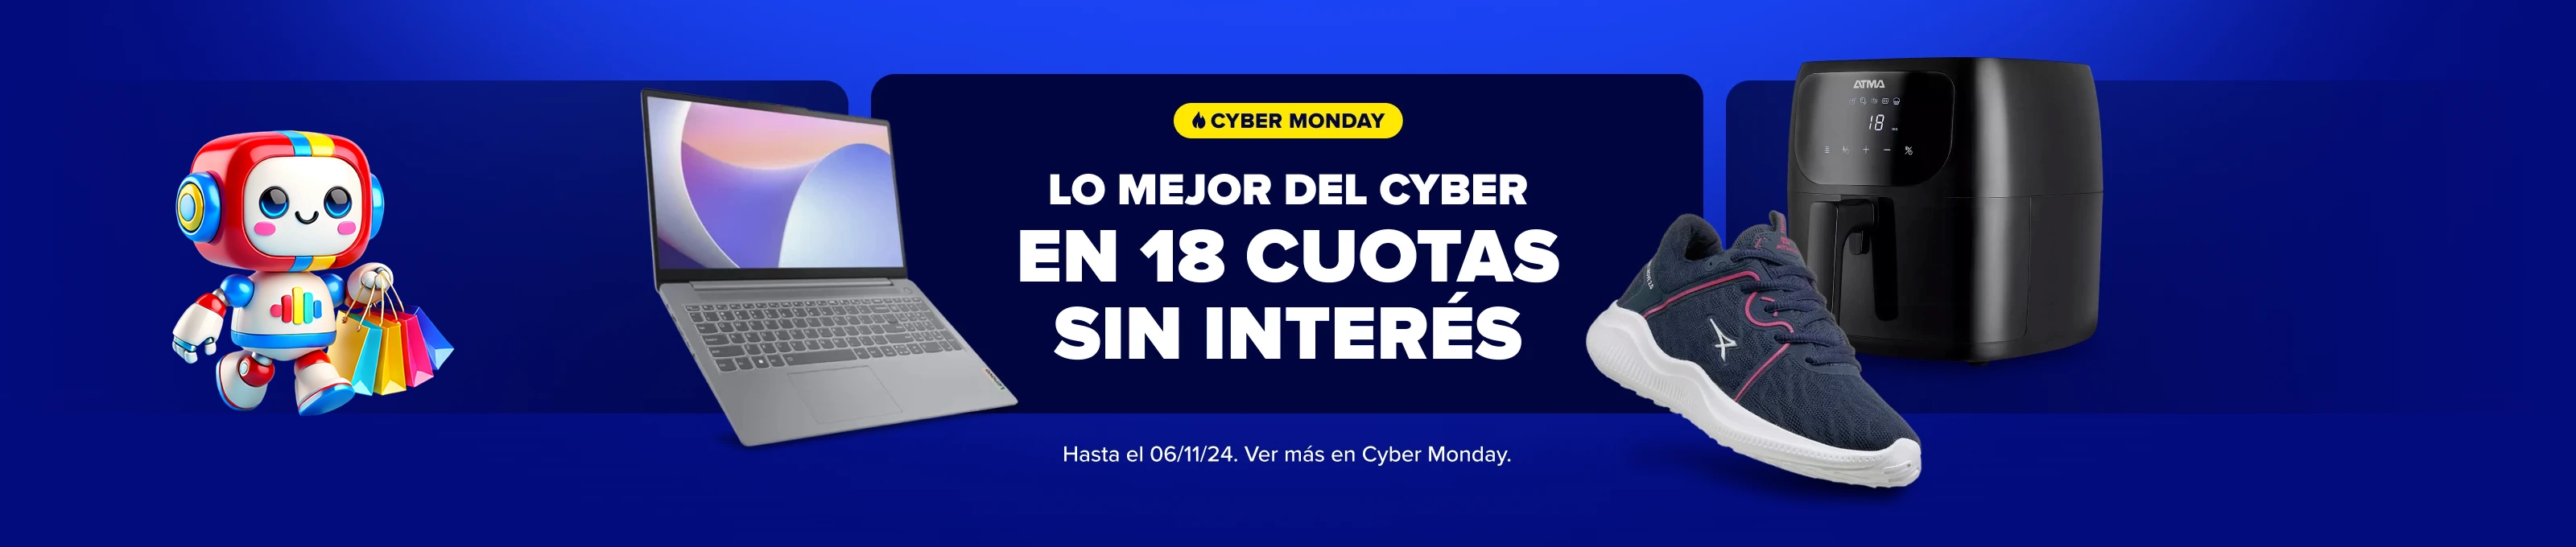 CYBER MONDAY
LO MEJOR DEL CYBER
EN 18 CUOTAS
SIN INTERÉS
Hasta el 06/11/24. Ver más en Cyber Monday.
ATMA
18